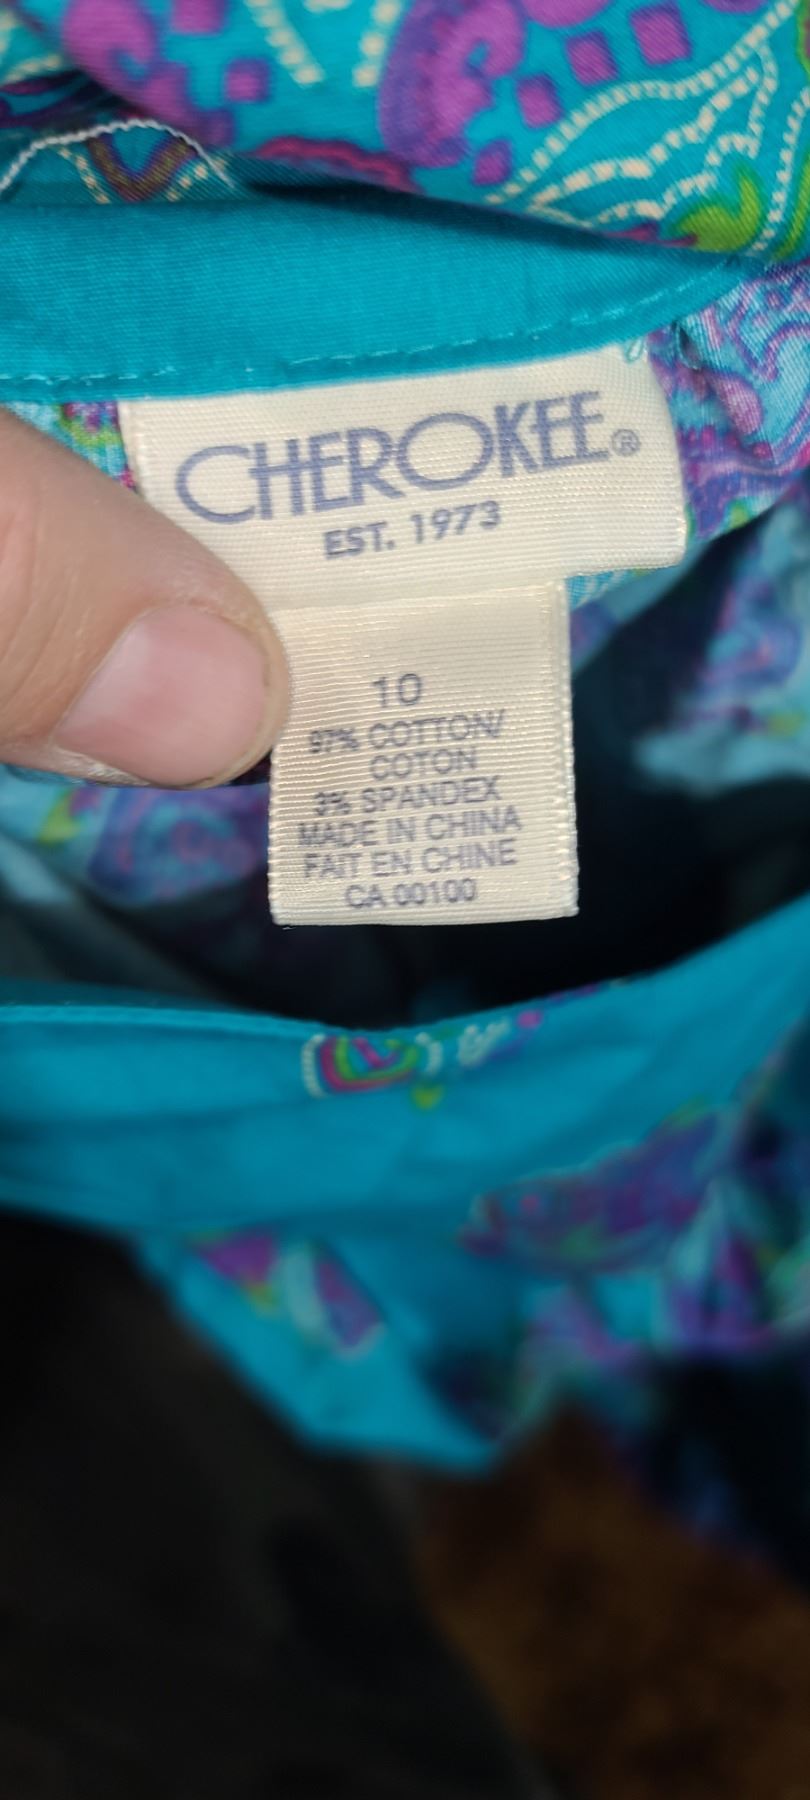 CHEROKEE®
EST. 1973
10
97% COTTON/
COTON
3% SPANDEX
MADE IN CHINA
FAIT EN CHINE
CA 00100